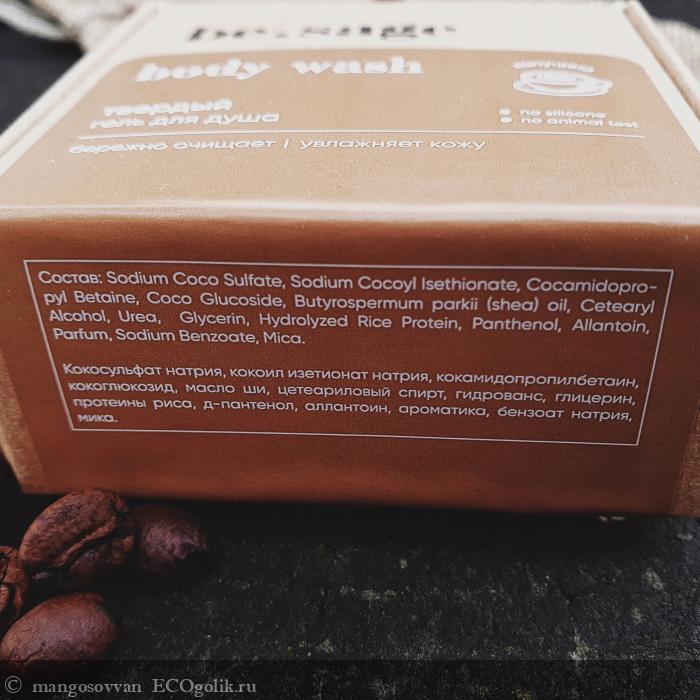 body wash
капучино
твердый
гель для душа
no silicone
no animal test
бережно очищает / увлажняет кожу
Состав: Sodium Coco Sulfate, Sodium Cocoyl Isethionate, Cocamidopro-
pyl Betaine, Coco Glucoside, Butyrospermum parkii (shea) oil, Cetearyl
Alcohol, Urea, Glycerin, Hydrolyzed Rice Protein, Panthenol, Allantoin,
Parfum, Sodium Benzoate, Mica.
Кокосульфат натрия, кокоил изетионат натрия, кокамидопропилбетаин,
кокоглюкозид, масло ши, цетеариловый спирт, гидрованс, глицерин,
протеины риса, д-пантенол, аллантоин, ароматика, бензоат натрия,
мика.
© mangosovvan ECOgolik.ru